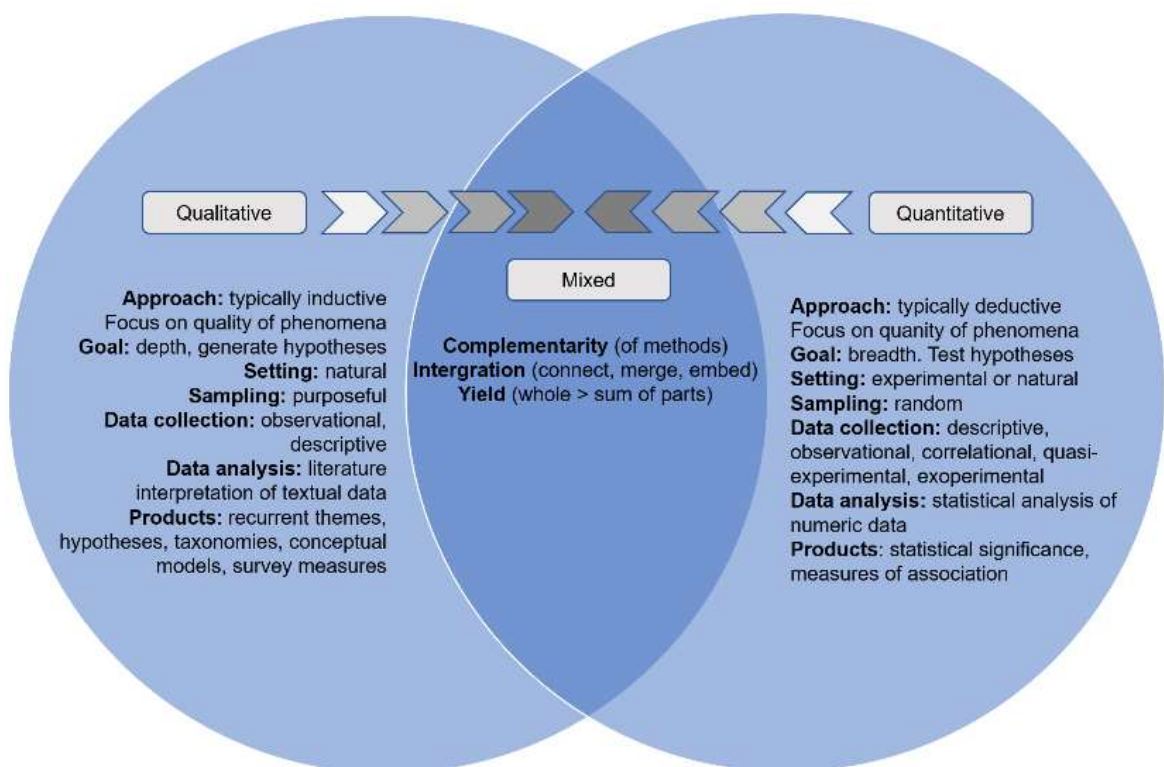 Qualitative
Quantitative
Mixed
Approach: typically inductive
Focus on quality of phenomena
Goal: depth, generate hypotheses
Setting: natural
Sampling: purposeful
Data collection: observational,
descriptive
Data analysis: literature
interpretation of textual data
Products: recurrent themes,
hypotheses, taxonomies, conceptual
models, survey measures
Complementarity (of methods)
Intergration (connect, merge, embed)
Yield (whole > sum of parts)
Approach: typically deductive
Focus on quanity of phenomena
Goal: breadth. Test hypotheses
Setting: experimental or natural
Sampling: random
Data collection: descriptive,
observational, correlational, quasi-
experimental, exoperimental
Data analysis: statistical analysis of
numeric data
Products: statistical significance,
measures of association